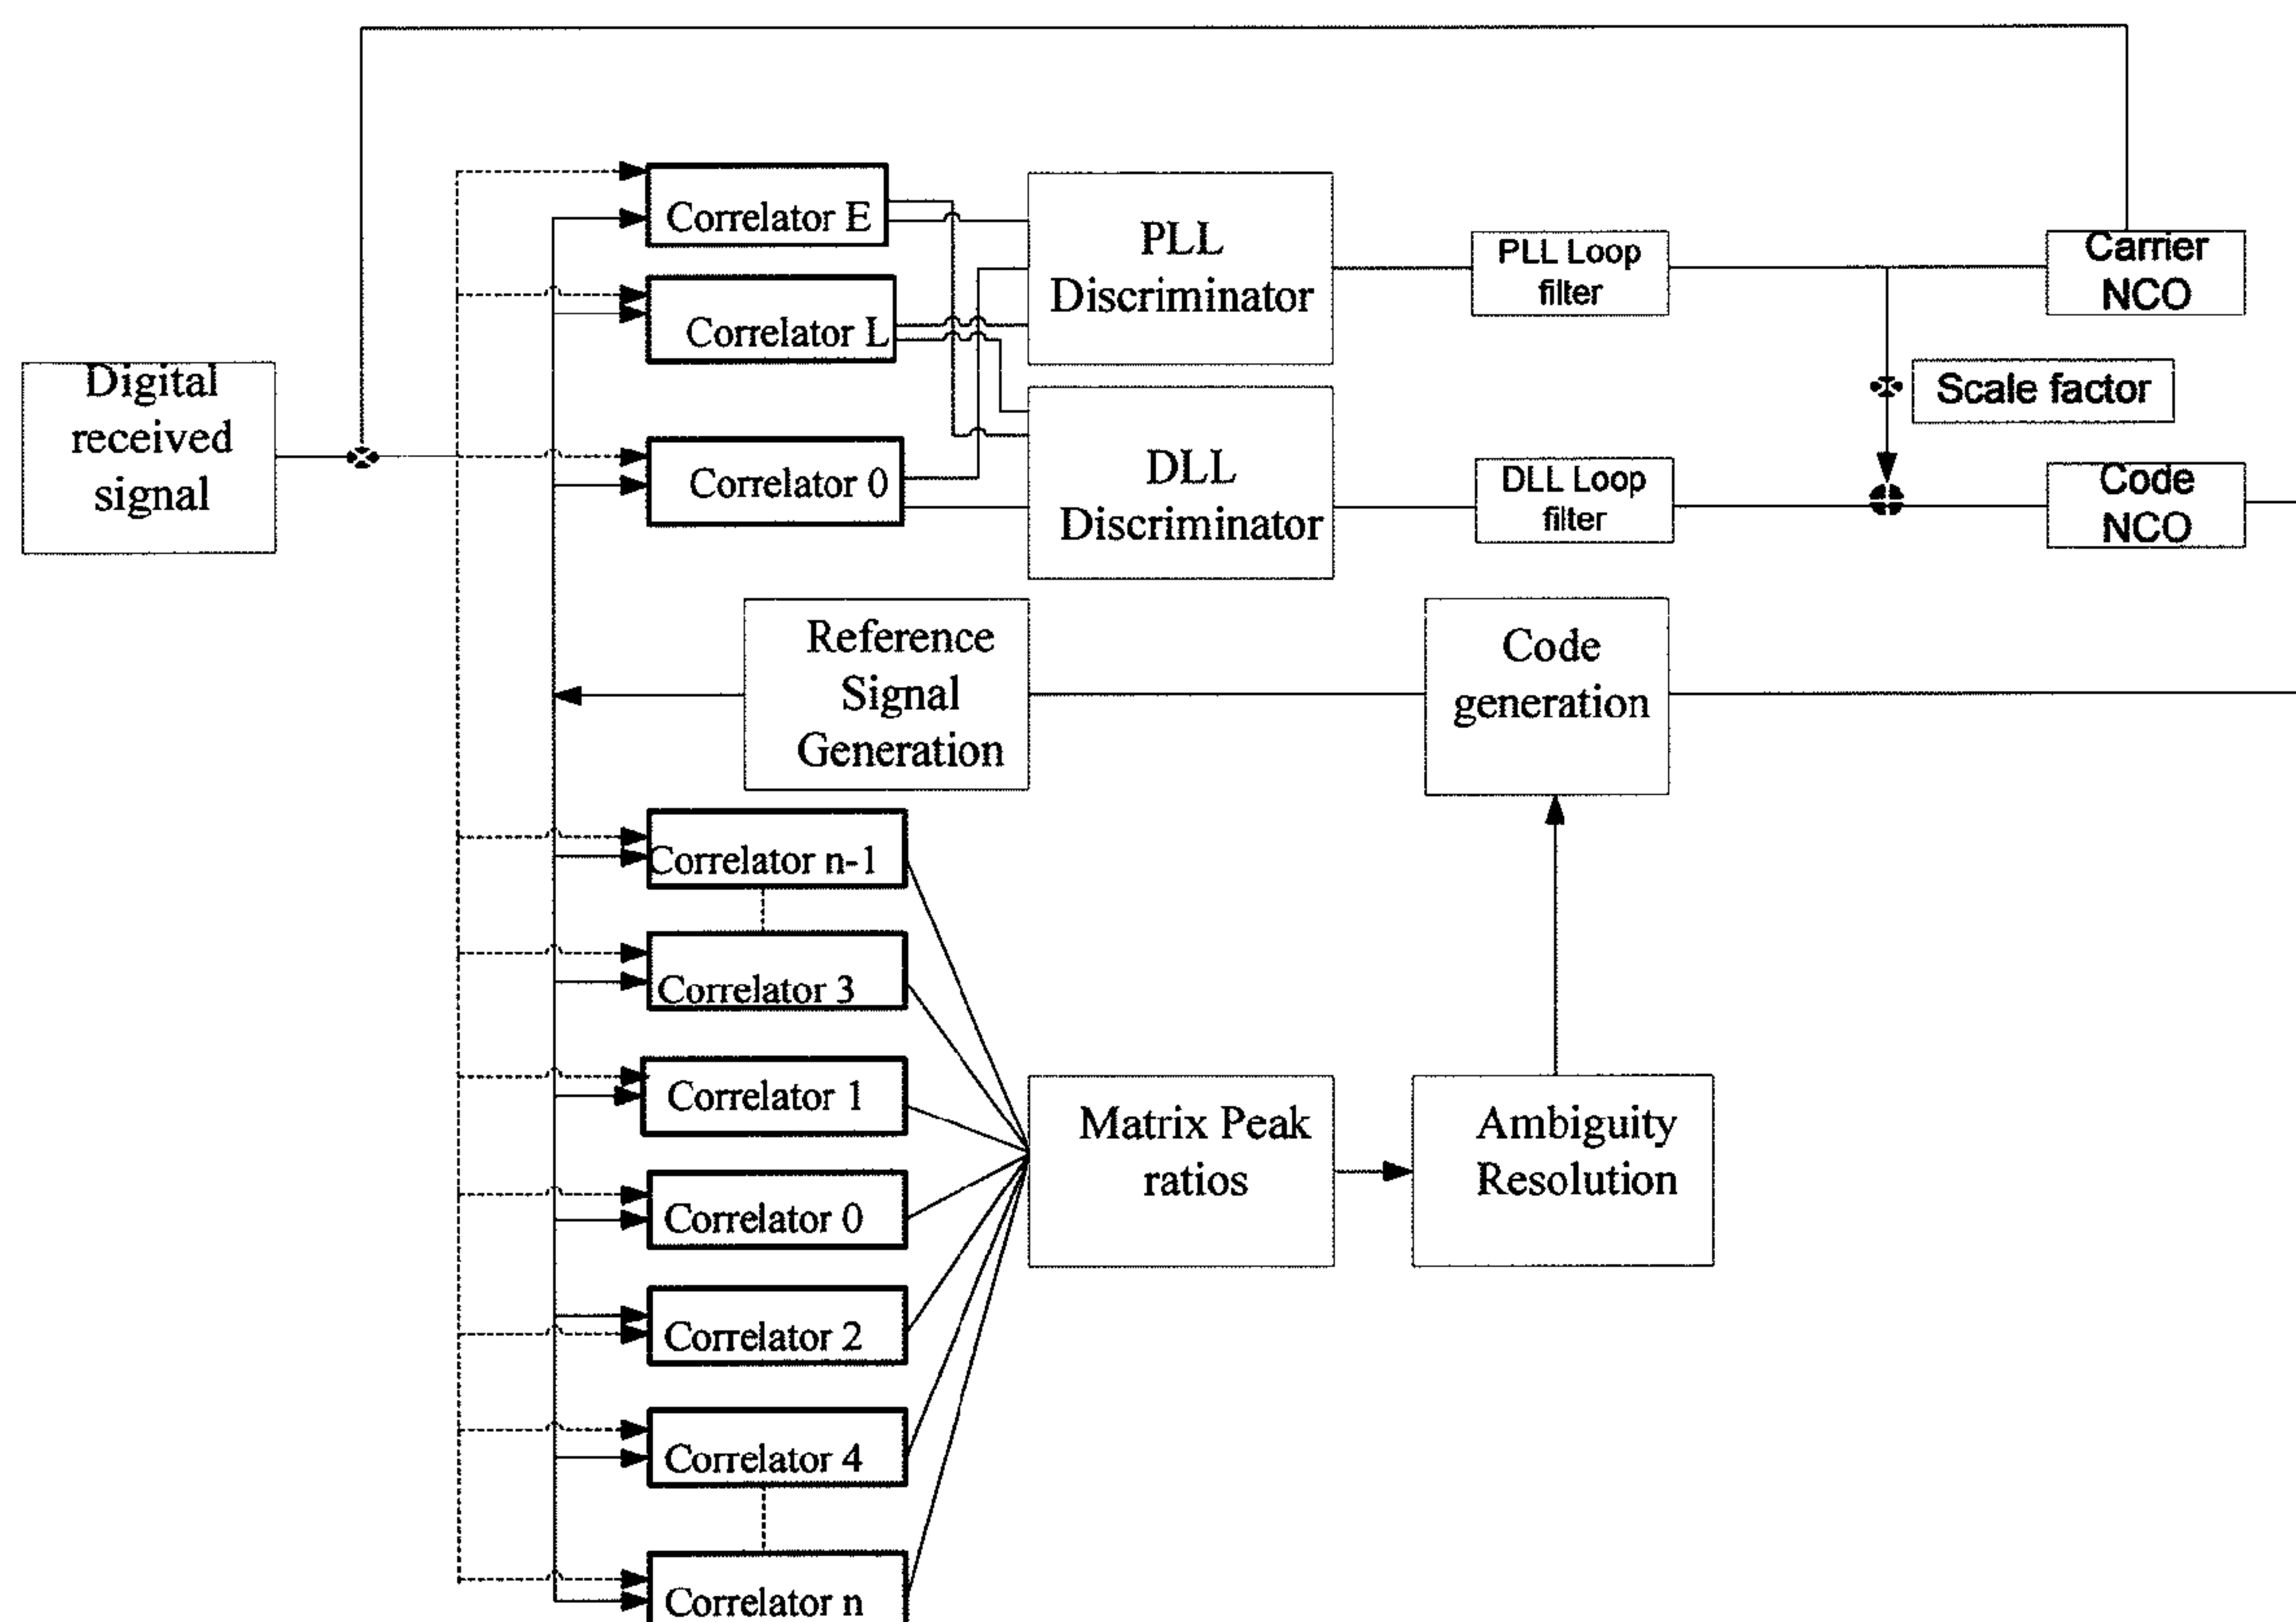 Correlator E
PLL
Discriminator
PLL Loop
filter
Carrier
NCO
Correlator L
Scale factor
Digital
received
signal
Correlator 0
DLL
Discriminator
DLL Loop
filter
Code
NCO
Reference
Signal
Generation
Code
generation
Correlator n-1
Correlator 3
Correlator 1
Matrix Peak
ratios
Ambiguity
Resolution
Correlator 0
Correlator 2
Correlator 4
Correlator n